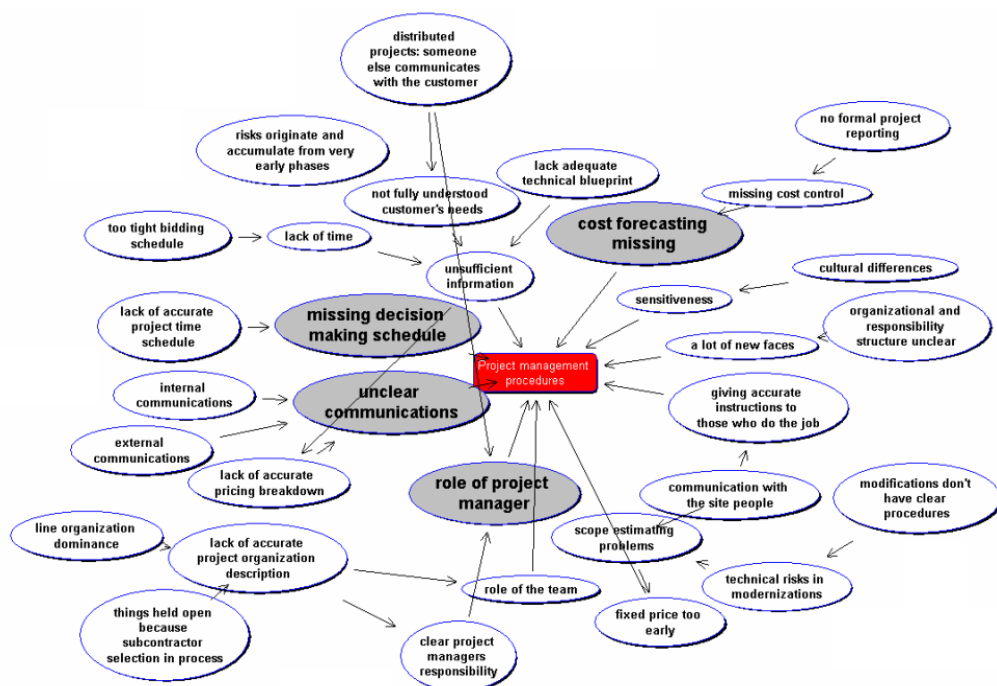 distributed
projects: someone
else communicates
with the customer
no formal project
reporting
risks originate and
accumulate from very
early phases
lack adequate
technical blueprint
missing cost control
not fully understood
customer's needs
cost forecasting
missing
too tight bidding
schedule
lack of time
unsufficient
information
cultural differences
sensitiveness
lack of accurate
project time
schedule
missing decision
making schedule
organizational and
responsibility
structure unclear
a lot of new faces
Project management
procedures
internal
communications
unclear
communications
giving accurate
instructions to
those who do the job
external
communications
lack of accurate
pricing breakdown
role of project
manager
communication with
the site people
modifications don't
have clear
procedures
line organization
dominance
lack of accurate
project organization
description
scope estimating
problems
technical risks in
modernizations
role of the team
things held open
because
subcontractor
selection in process
fixed price too
early
clear project
managers
responsibility